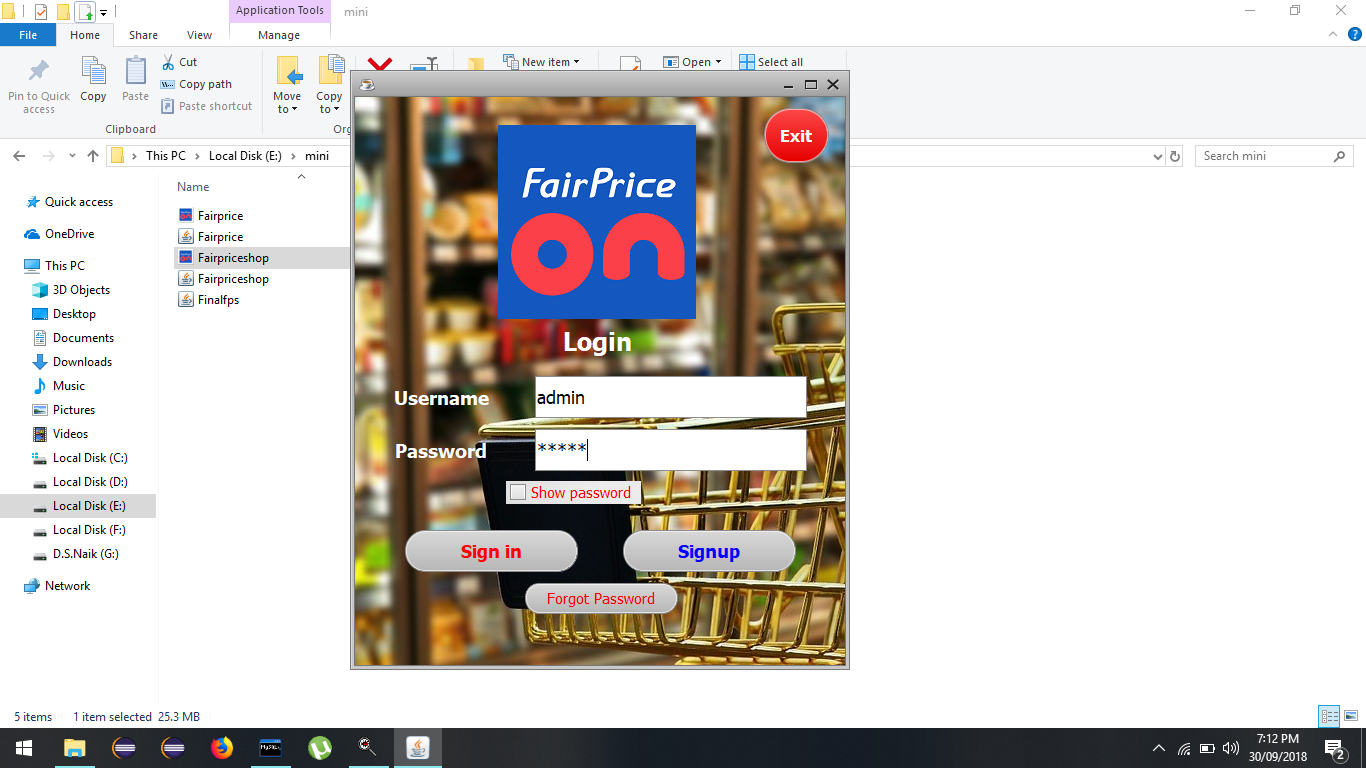 Application Tools mini
File Home Share View Manage
Pin to Quick access
Copy
Paste
Cut
Copy path
Paste shortcut
Clipboard
Move to
Copy to
Org
New item
Open
Select all
This PC Local Disk (E:) mini
Search mini
Quick access
OneDrive
This PC
3D Objects
Desktop
Documents
Downloads
Music
Pictures
Videos
Local Disk (C:)
Local Disk (D:)
Local Disk (E:)
Local Disk (F:)
D.S.Naik (G:)
Network
Name
Fairprice
Fairprice
Fairpriceshop
Fairpriceshop
Finalfps
Exit
FairPrice
on
Login
Username admin
Password *****
Show password
Sign in Signup
Forgot Password
5 items 1 item selected 25.3 MB
7:12 PM
30/09/2018
2